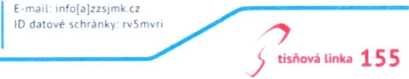 E-mail: info[a]zzsjmk.cz
ID datové schránky: rv5mvri
tísňová linka 155